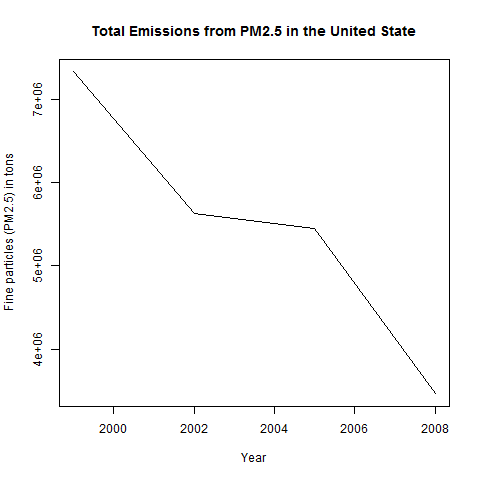 Total Emissions from PM2.5 in the United State
Fine particles (PM2.5) in tons
7e+06
6e+06
5e+06
4e+06
2000 2002 2004 2006 2008
Year